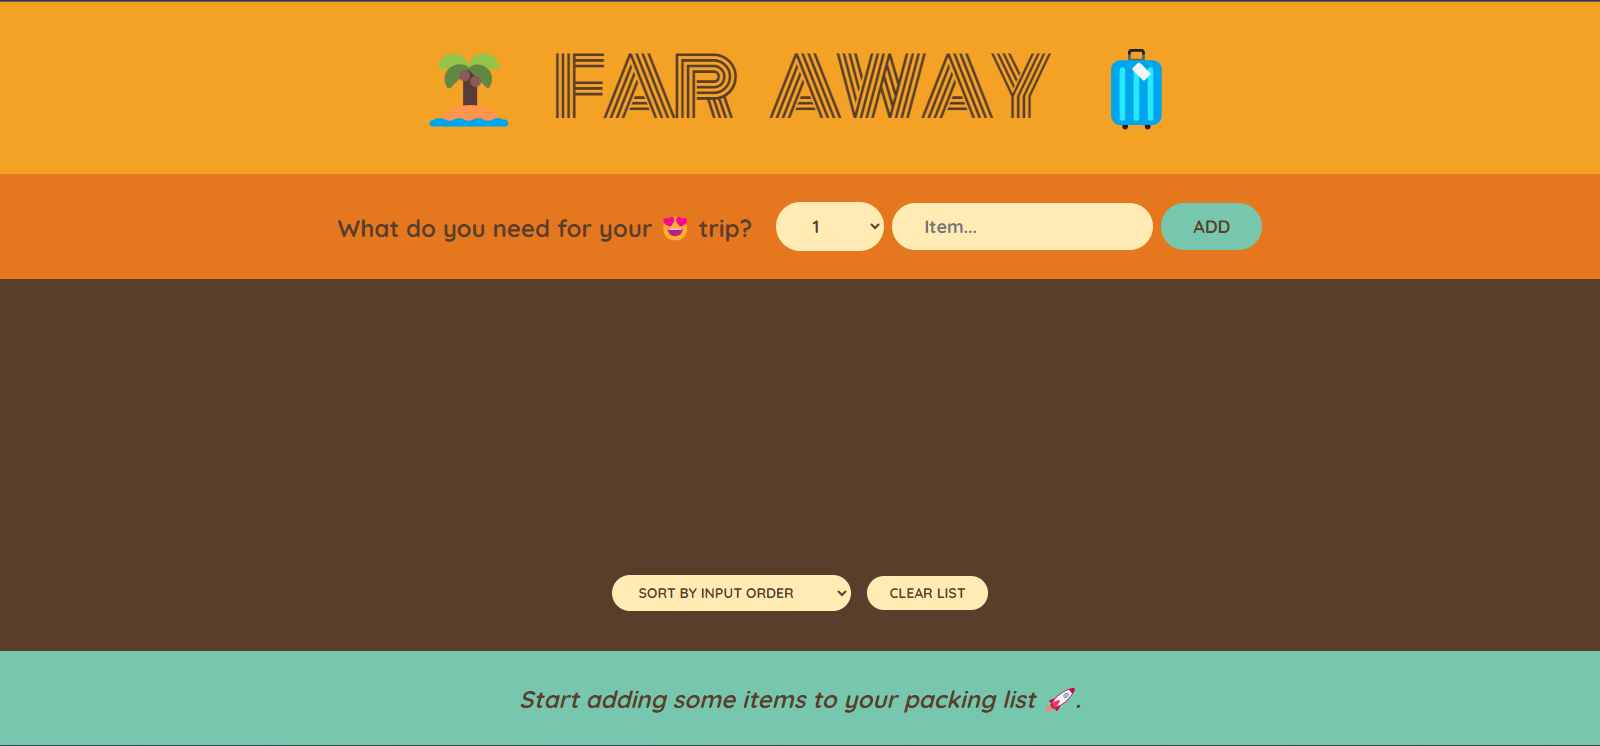 🌴 FAR AWAY 🧳
What do you need for your 😍 trip? 1 Item... ADD
SORT BY INPUT ORDER CLEAR LIST
Start adding some items to your packing list 🚀.